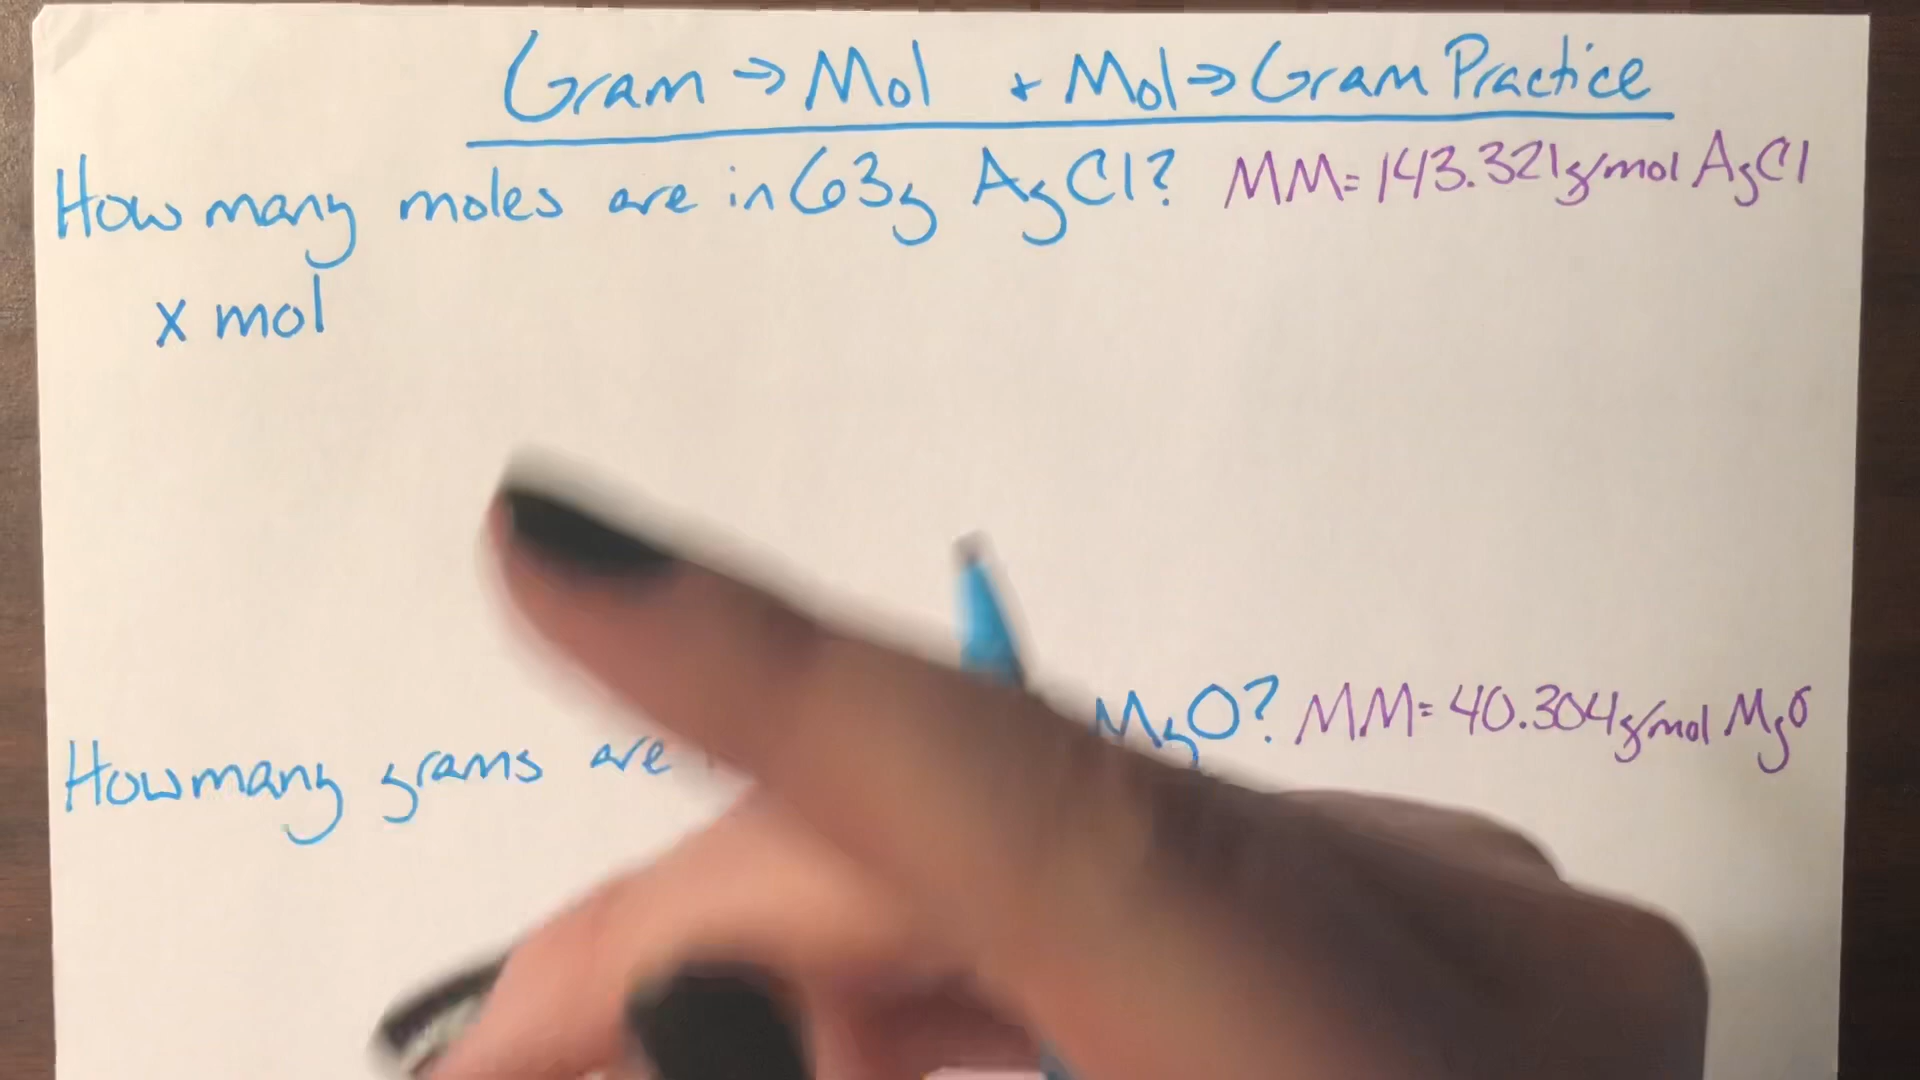 Gram → Mol + Mol → Gram Practice
How many moles are in 63g AgCl? MM = 143.321g/mol AgCl
x mol
How many grams are MgO? MM = 40.304g/mol MgO